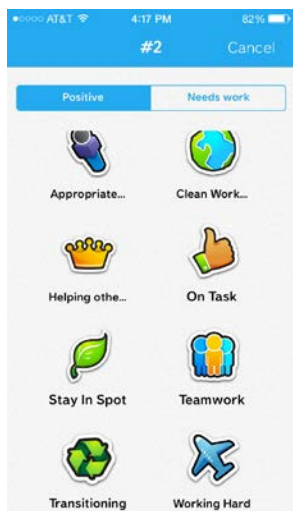 AT&T 4:17 PM 82%
#2 Cancel
Positive Needs work
Appropriate... Clean Work...
Helping othe... On Task
Stay In Spot Teamwork
Transitioning Working Hard